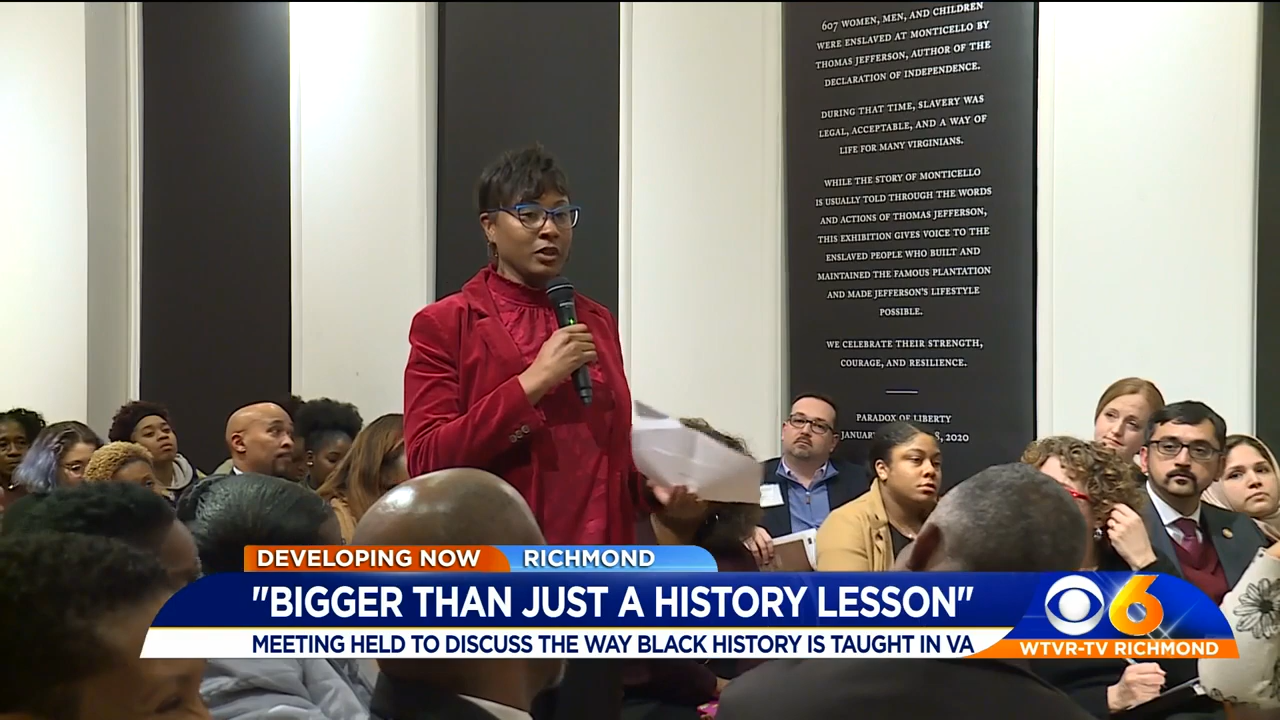 607 WOMEN, MEN, AND CHILDREN
WERE ENSLAVED AT MONTICELLO BY
THOMAS JEFFERSON, AUTHOR OF THE
DECLARATION OF INDEPENDENCE.
DURING THAT TIME, SLAVERY WAS
LEGAL, ACCEPTABLE, AND A WAY OF
LIFE FOR MANY VIRGINIANS.
WHILE THE STORY OF MONTICELLO
IS USUALLY TOLD THROUGH THE WORDS
AND ACTIONS OF THOMAS JEFFERSON,
THIS EXHIBITION GIVES VOICE TO THE
ENSLAVED PEOPLE WHO BUILT AND
MAINTAINED THE FAMOUS PLANTATION
AND MADE JEFFERSON'S LIFESTYLE
POSSIBLE.
WE CELEBRATE THEIR STRENGTH,
COURAGE, AND RESILIENCE.
PARADOX OF LIBERTY
2020
DEVELOPING NOW RICHMOND
"BIGGER THAN JUST A HISTORY LESSON"
MEETING HELD TO DISCUSS THE WAY BLACK HISTORY IS TAUGHT IN VA
6
WTVR-TV RICHMOND